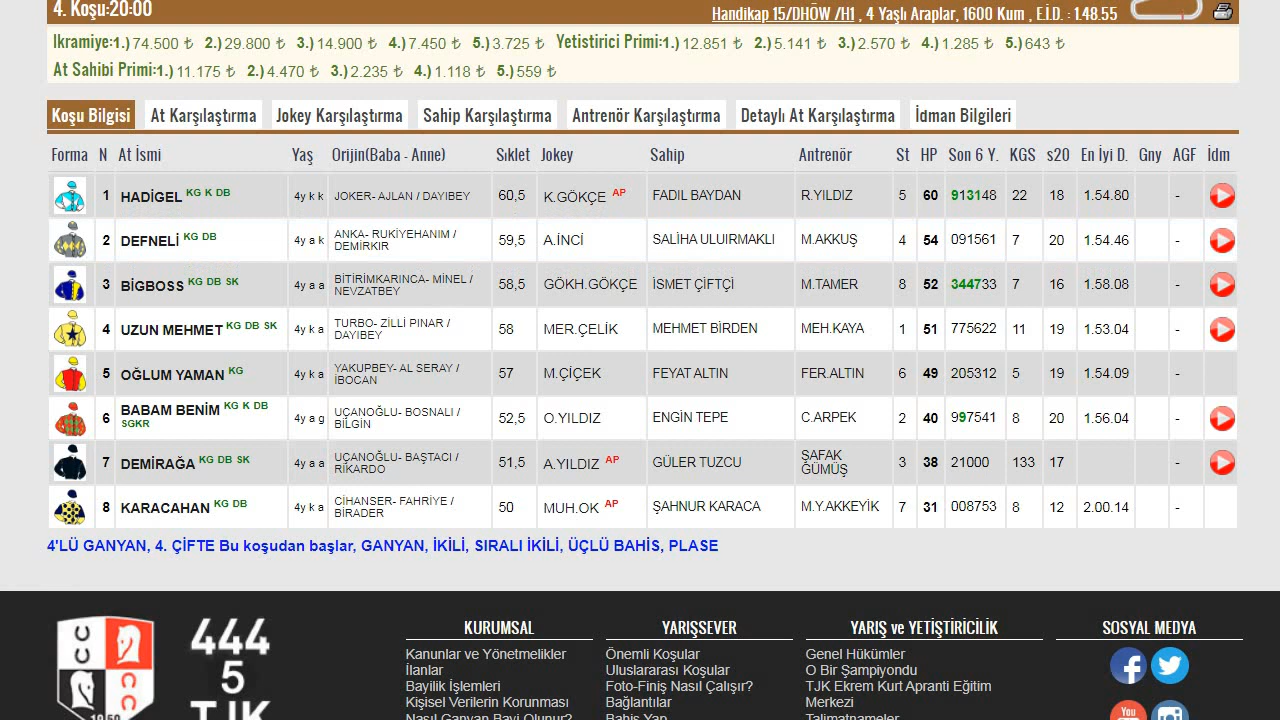 4. Koşu:20:00
Handikap 15/DHÖW /H1 , 4 Yaşlı Araplar, 1600 Kum , E.İ.D. : 1.48.55
Ikramiye:1.) 74.500 ₺ 2.) 29.800 ₺ 3.) 14.900 ₺ 4.) 7.450 ₺ 5.) 3.725 ₺ Yetistirici Primi:1.) 12.851 ₺ 2.) 5.141 ₺ 3.) 2.570 ₺ 4.) 1.285 ₺ 5.) 643 ₺
At Sahibi Primi:1.) 11.175 ₺ 2.) 4.470 ₺ 3.) 2.235 ₺ 4.) 1.118 ₺ 5.) 559 ₺
Koşu Bilgisi At Karşılaştırma Jokey Karşılaştırma Sahip Karşılaştırma Antrenör Karşılaştırma Detaylı At Karşılaştırma İdman Bilgileri
Forma N At İsmi Yaş Orijin(Baba - Anne) Sıklet Jokey Sahip Antrenör St HP Son 6 Y. KGS s20 En İyi D. Gny AGF İdm
1 HADİGEL KG K DB 4y k k JOKER- AJLAN / DAYIBEY 60,5 K.GÖKÇE AP FADIL BAYDAN R.YILDIZ 5 60 913148 22 18 1.54.80 -
2 DEFNELİ KG DB 4y a k ANKA- RUKİYEHANIM / DEMİRKIR 59,5 A.İNCİ SALİHA ULUIRMAKLI M.AKKUŞ 4 54 091561 7 20 1.54.46 -
3 BİGBOSS KG DB SK 4y a a BİTİRİMKARINCA- MİNEL / NEVZATBEY 58,5 GÖKH.GÖKÇE İSMET ÇİFTÇİ M.TAMER 8 52 344733 7 16 1.58.08 -
4 UZUN MEHMET KG DB SK 4y k a TURBO- ZİLLİ PINAR / DAYIBEY 58 MER.ÇELİK MEHMET BİRDEN MEH.KAYA 1 51 775622 11 19 1.53.04 -
5 OĞLUM YAMAN KG 4y k a YAKUPBEY- AL SERAY / İBOCAN 57 M.ÇİÇEK FEYAT ALTIN FER.ALTIN 6 49 205312 5 19 1.54.09 -
6 BABAM BENİM KG K DB SGKR 4y a g UÇANOĞLU- BOSNALI / BİLGİN 52,5 O.YILDIZ ENGİN TEPE C.ARPEK 2 40 997541 8 20 1.56.04 -
7 DEMİRAĞA KG DB SK 4y a a UÇANOĞLU- BAŞTACI / RİKARDO 51,5 A.YILDIZ AP GÜLER TUZCU ŞAFAK GÜMÜŞ 3 38 21000 133 17 -
8 KARACAHAN KG DB 4y k a CİHANSER- FAHRİYE / BİRADER 50 MUH.OK AP ŞAHNUR KARACA M.Y.AKKEYİK 7 31 008753 8 12 2.00.14 -
4'LÜ GANYAN, 4. ÇİFTE Bu koşudan başlar, GANYAN, İKİLİ, SIRALI İKİLİ, ÜÇLÜ BAHİS, PLASE
444
5
TJK
1950
KURUMSAL
Kanunlar ve Yönetmelikler
İlanlar
Bayilik İşlemleri
Kişisel Verilerin Korunması
Nasıl Ganyan Bayi Olunur?
YARIŞSEVER
Önemli Koşular
Uluslararası Koşular
Foto-Finiş Nasıl Çalışır?
Bağlantılar
Bahis Yap
YARIŞ ve YETİŞTİRİCİLİK
Genel Hükümler
O Bir Şampiyondu
TJK Ekrem Kurt Apranti Eğitim
Merkezi
Talimatnameler
SOSYAL MEDYA
You